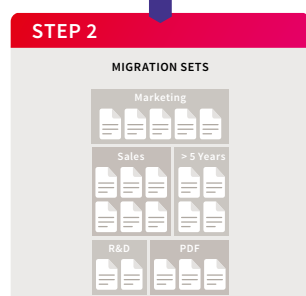 STEP 2
MIGRATION SETS
Marketing
Sales
> 5 Years
R&D
PDF